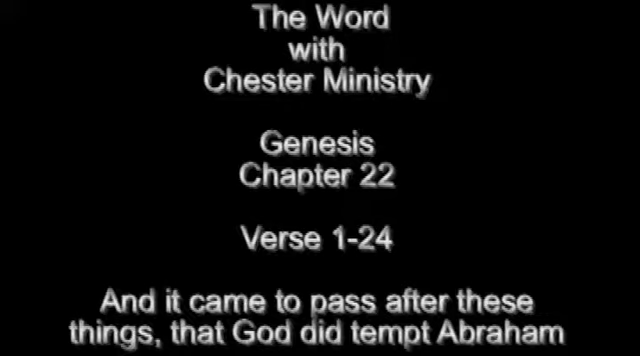 The Word
with
Chester Ministry
Genesis
Chapter 22
Verse 1-24
And it came to pass after these
things, that God did tempt Abraham